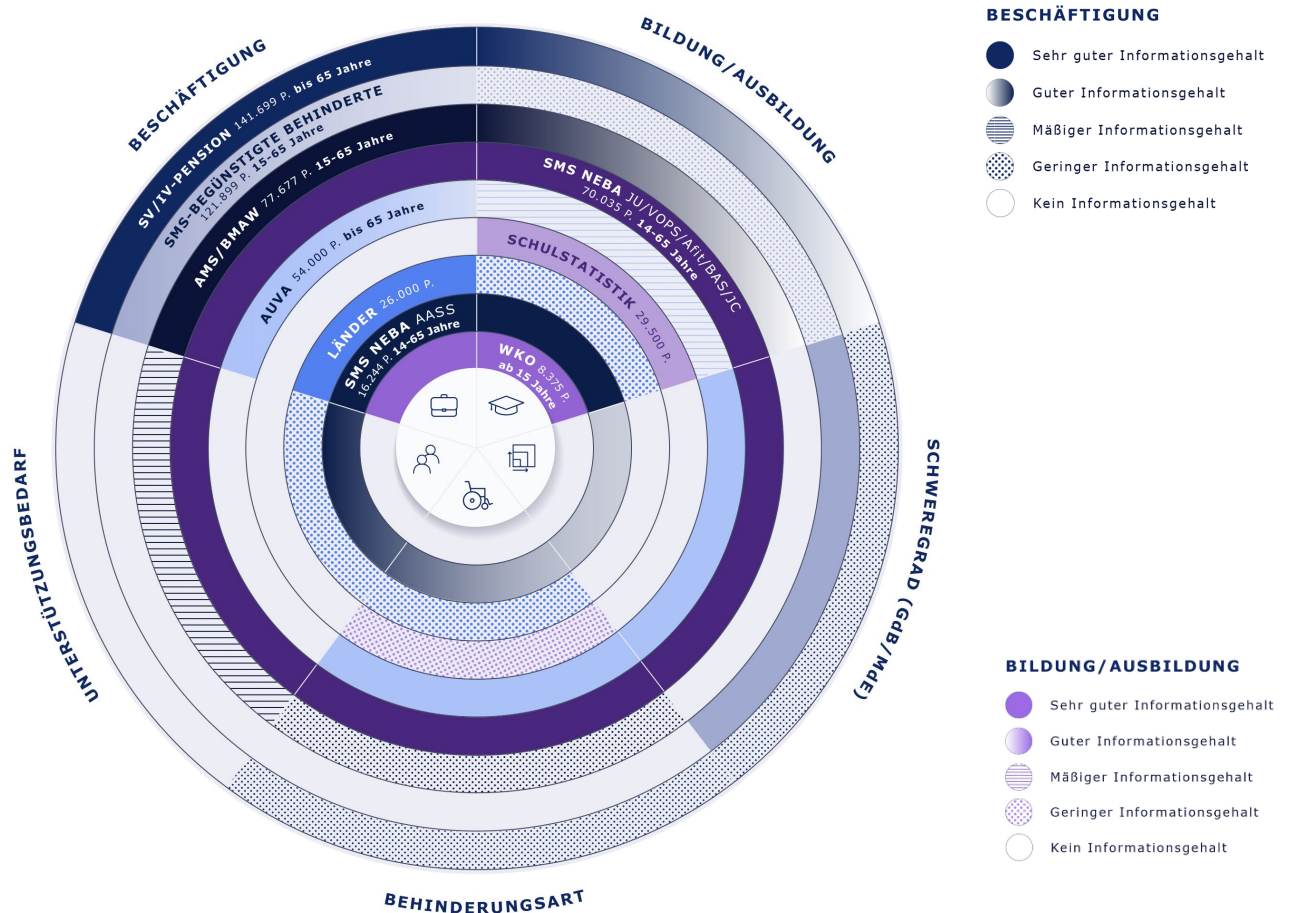 BESCHÄFTIGUNG
BILDUNG/AUSBILDUNG
SCHWEREGRAD (GdB/MdE)
BEHINDERUNGSART
UNTERSTÜTZUNGSBEDARF
SV/IV-PENSION 141.699 P. bis 65 Jahre
SMS-BEGÜNSTIGTE BEHINDERTE
121.899 P. 15-65 Jahre
AMS/BMAW 77.677 P. 15-65 Jahre
SMS NEBA JU/VOPS/Afit/BAS/JC
70.035 P. 14-65 Jahre
AUVA 54.000 P. bis 65 Jahre
SCHULSTATISTIK 29.500 P.
LÄNDER 26.000 P.
SMS NEBA AASS
16.244 P. 14-65 Jahre
WKO 8.375 P.
ab 15 Jahre
BESCHÄFTIGUNG
Sehr guter Informationsgehalt
Guter Informationsgehalt
Mäßiger Informationsgehalt
Geringer Informationsgehalt
Kein Informationsgehalt
BILDUNG/AUSBILDUNG
Sehr guter Informationsgehalt
Guter Informationsgehalt
Mäßiger Informationsgehalt
Geringer Informationsgehalt
Kein Informationsgehalt